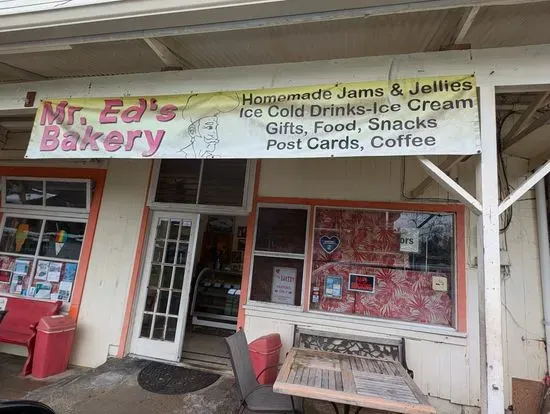 Mr. Ed's
Bakery
Homemade Jams & Jellies
Ice Cold Drinks-Ice Cream
Gifts, Food, Snacks
Post Cards, Coffee